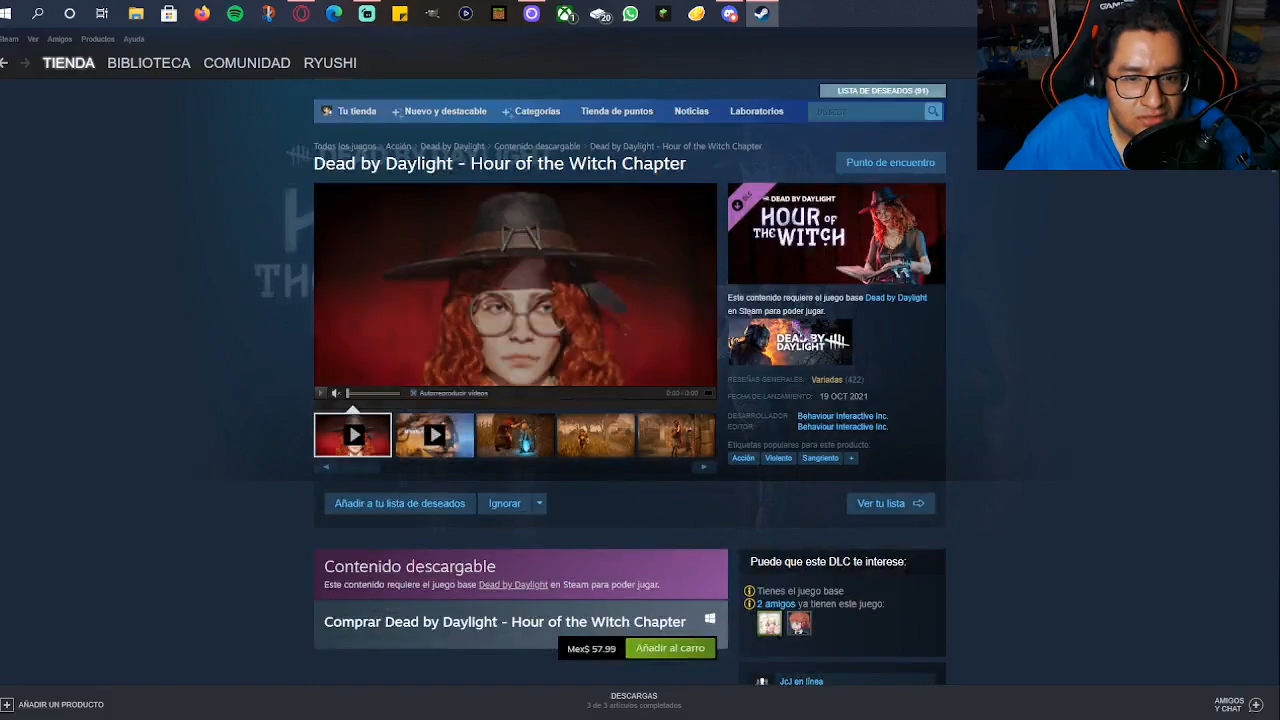 Steam Ver Amigos Productos Ayuda
TIENDA BIBLIOTECA COMUNIDAD RYUSHI
LISTA DE DESEADOS (91)
Tu tienda Nuevo y destacable Categorías Tienda de puntos Noticias Laboratorios buscar
Todos los juegos > Acción > Dead by Daylight > Contenido descargable > Dead by Daylight - Hour of the Witch Chapter
Dead by Daylight - Hour of the Witch Chapter
Punto de encuentro
DLC
DEAD BY DAYLIGHT
HOUR OF
THE WITCH
Este contenido requiere el juego base Dead by Daylight
en Steam para poder jugar.
DEAD BY
DAYLIGHT
RESEÑAS GENERALES: Variadas (422)
FECHA DE LANZAMIENTO: 19 OCT 2021
DESARROLLADOR: Behaviour Interactive Inc.
EDITOR: Behaviour Interactive Inc.
Etiquetas populares para este producto:
Acción Violento Sangriento +
Autorreproducir vídeos 0:00 / 0:00
Añadir a tu lista de deseados Ignorar Ver tu lista
Contenido descargable
Este contenido requiere el juego base Dead by Daylight en Steam para poder jugar.
Comprar Dead by Daylight - Hour of the Witch Chapter
Mex$ 57.99 Añadir al carro
Puede que este DLC te interese:
Tienes el juego base
2 amigos ya tienen este juego:
JcJ en línea
AÑADIR UN PRODUCTO
DESCARGAS
3 de 3 artículos completados
AMIGOS
Y CHAT